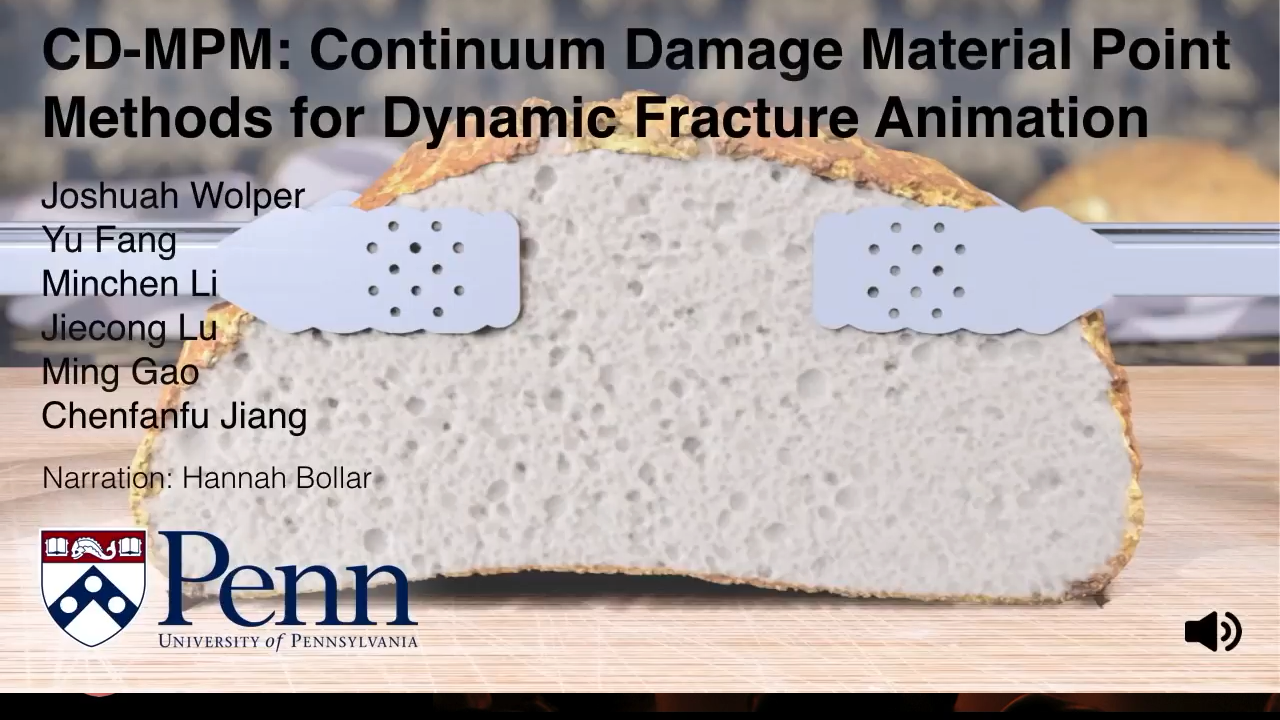 CD-MPM: Continuum Damage Material Point
Methods for Dynamic Fracture Animation
Joshuah Wolper
Yu Fang
Minchen Li
Jiecong Lu
Ming Gao
Chenfanfu Jiang
Narration: Hannah Bollar
Penn
UNIVERSITY of PENNSYLVANIA